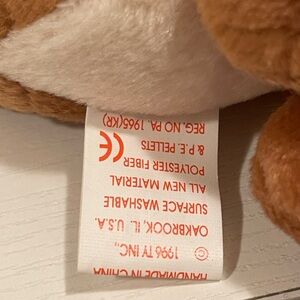 HANDMADE IN CHINA
© 1996 TY INC.,
OAKBROOK, IL. U.S.A.
SURFACE WASHABLE
ALL NEW MATERIAL
POLYESTER FIBER
& P.E. PELLETS CE
REG. NO PA. 1965(KR)